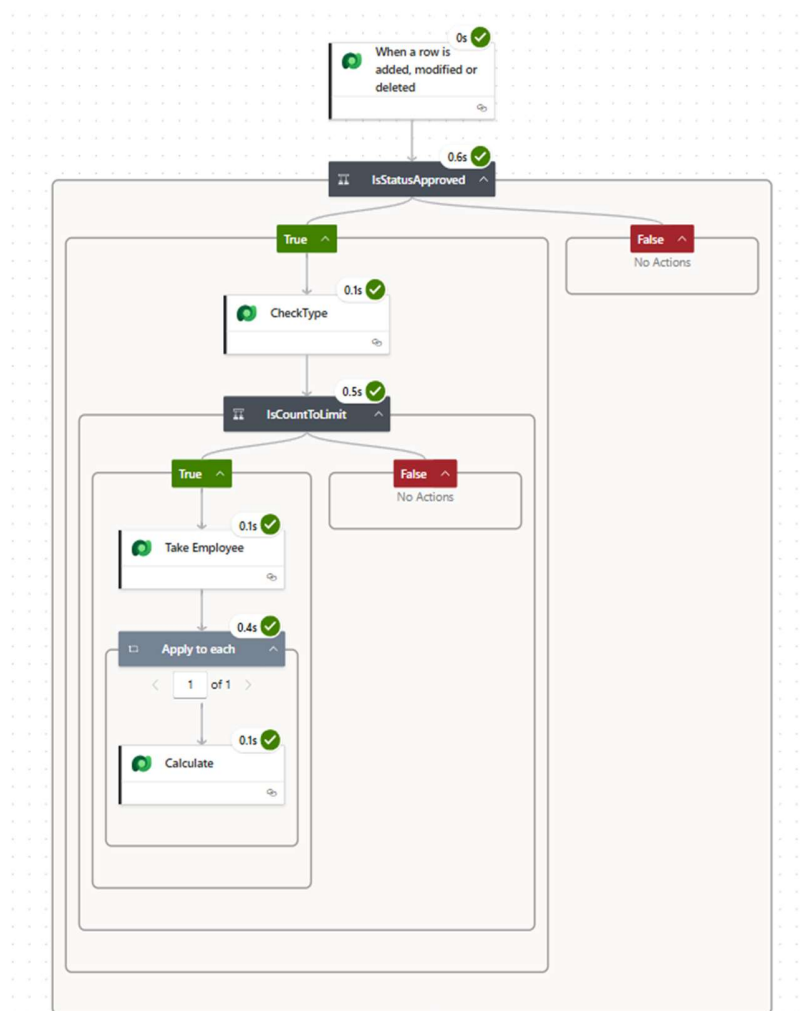 0s
When a row is
added, modified or
deleted
0.6s
IsStatusApproved
True
False
No Actions
0.1s
CheckType
0.5s
IsCountToLimit
True
False
No Actions
0.1s
Take Employee
0.4s
Apply to each
1 of 1
0.1s
Calculate